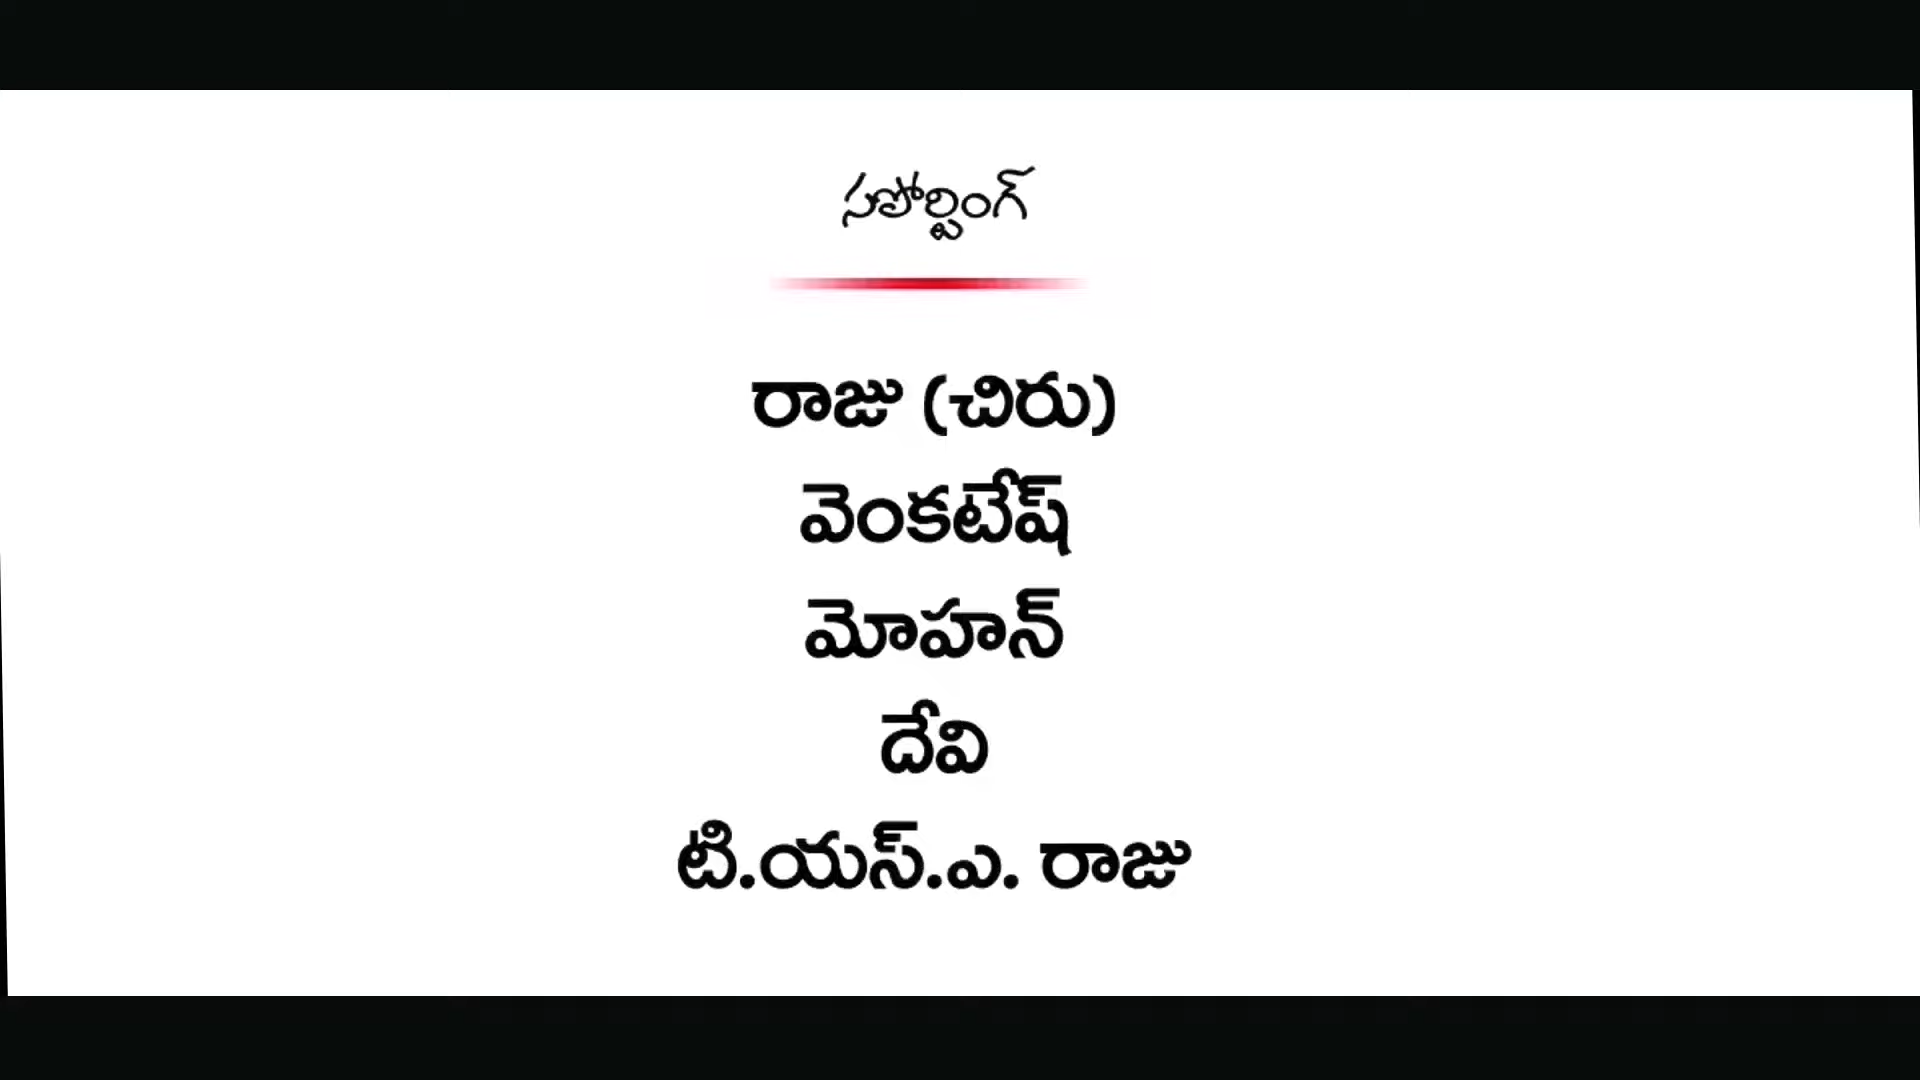 సపోర్టింగ్
రాజు (చిరు)
వెంకటేష్
మోహన్
దేవి
టి.యస్.ఎ. రాజు